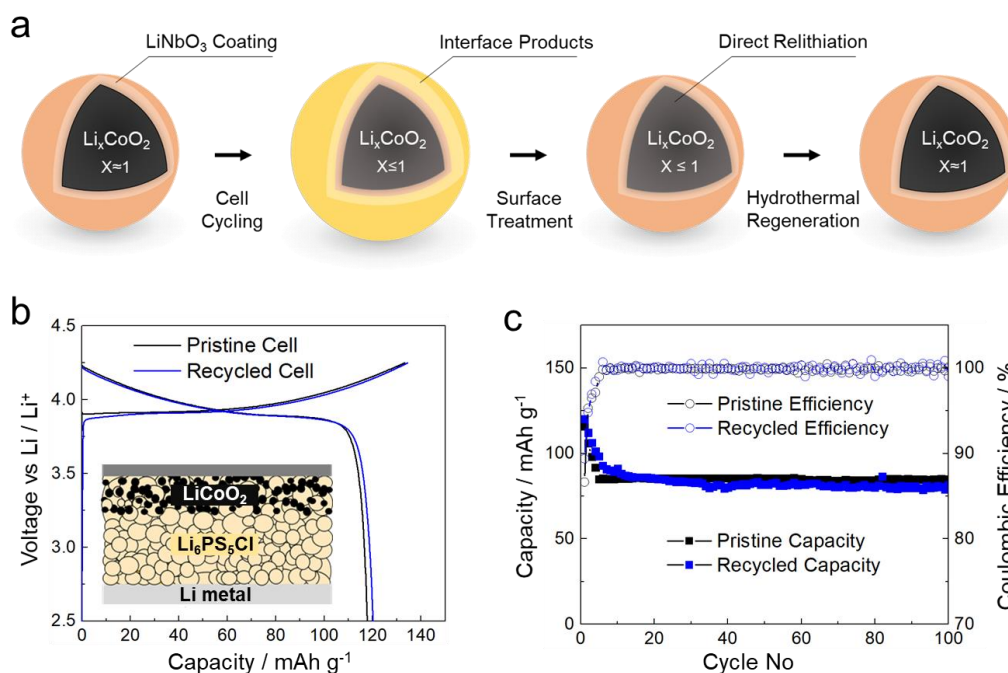 a
LiNbO₃ Coating
Interface Products
Direct Relithiation
LiₓCoO₂
X≈1
LiₓCoO₂
X≤1
LiₓCoO₂
X ≤ 1
LiₓCoO₂
X≈1
Cell
Cycling
Surface
Treatment
Hydrothermal
Regeneration
b
4.5
4.0
3.5
3.0
2.5
Voltage vs Li / Li⁺
Pristine Cell
Recycled Cell
LiCoO₂
Li₆PS₅Cl
Li metal
0 20 40 60 80 100 120 140
Capacity / mAh g⁻¹
c
150
100
50
0
Capacity / mAh g⁻¹
Pristine Efficiency
Recycled Efficiency
Pristine Capacity
Recycled Capacity
100
90
80
70
Coulombic Efficiency / %
0 20 40 60 80 100
Cycle No